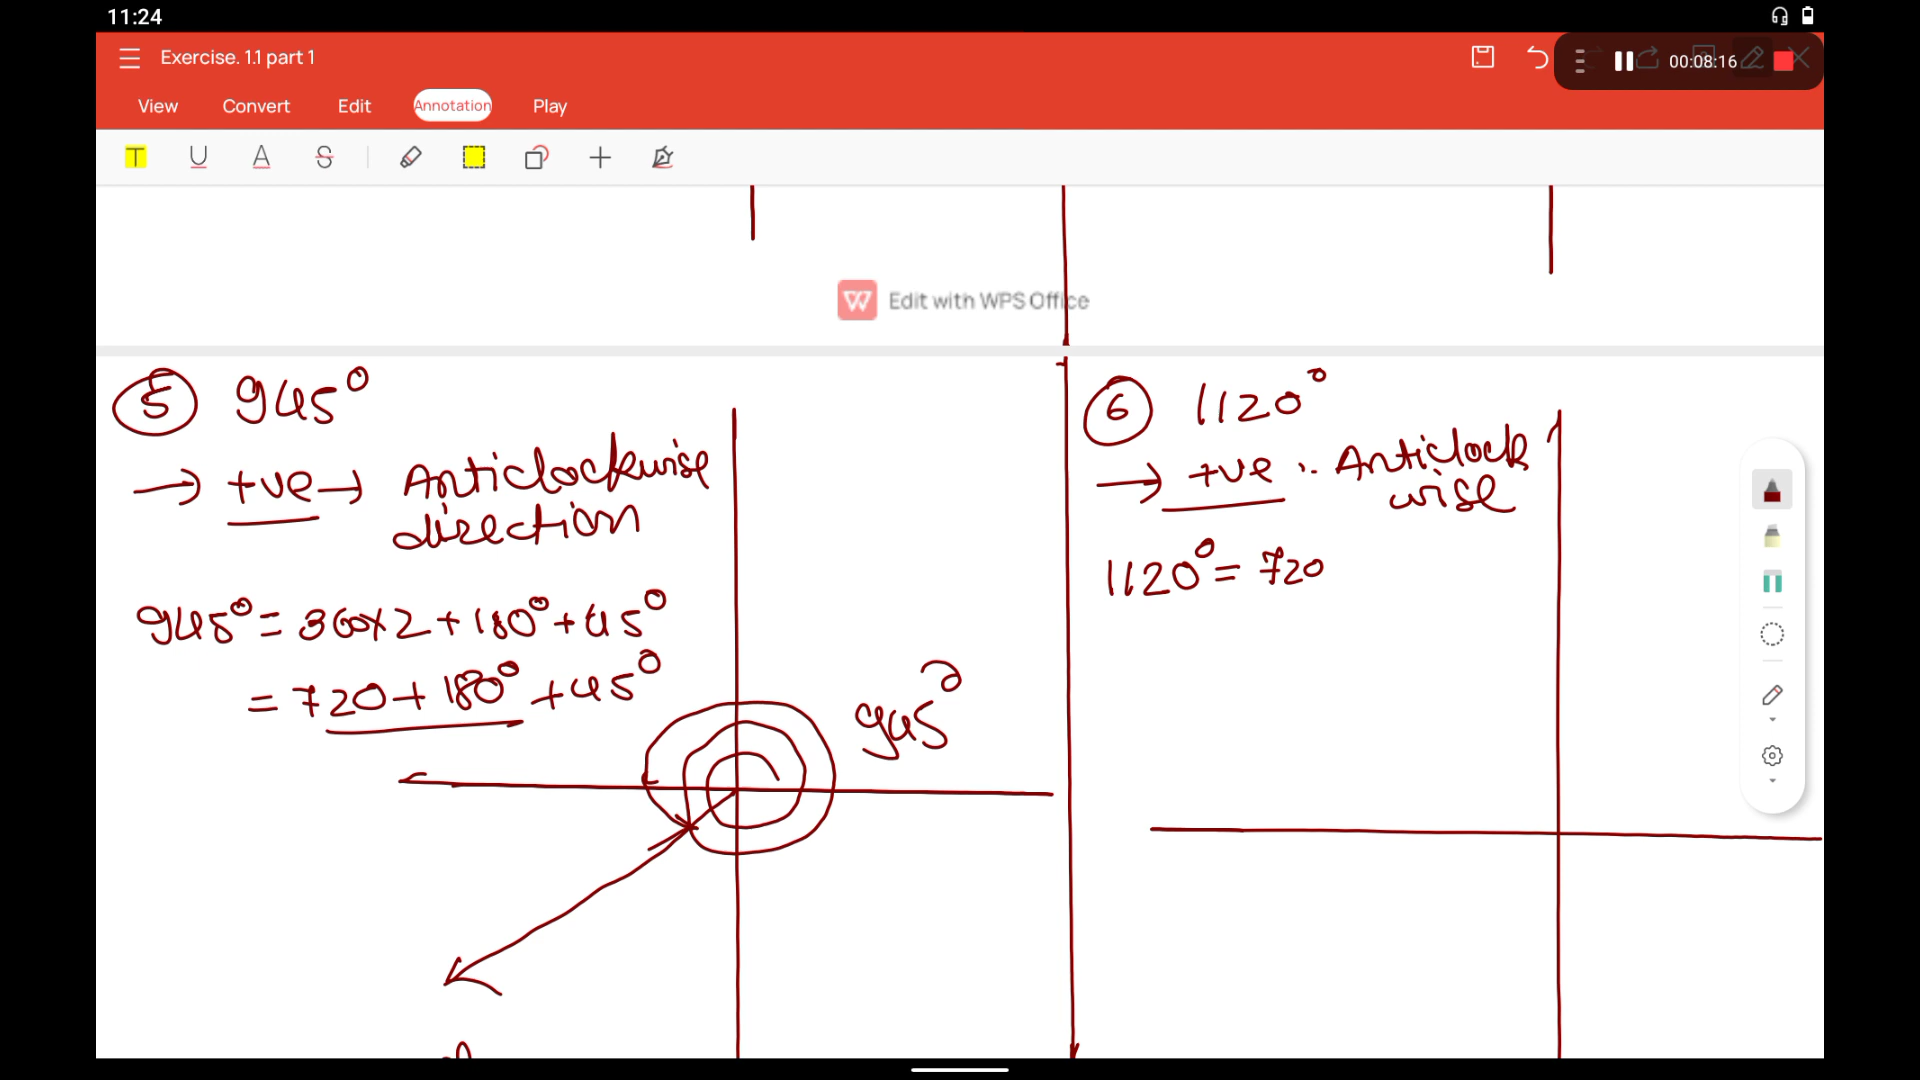 11:24
Exercise. 1.1 part 1
00:08:16
View Convert Edit Annotation Play
T U A S
Edit with WPS Office
5 945°
→ +ve → Anticlockwise
direction
945° = 360×2 + 180° + 45°
= 720 + 180° + 45°
945°
6 1120°
→ +ve ∴ Anticlock
wise
1120° = 720